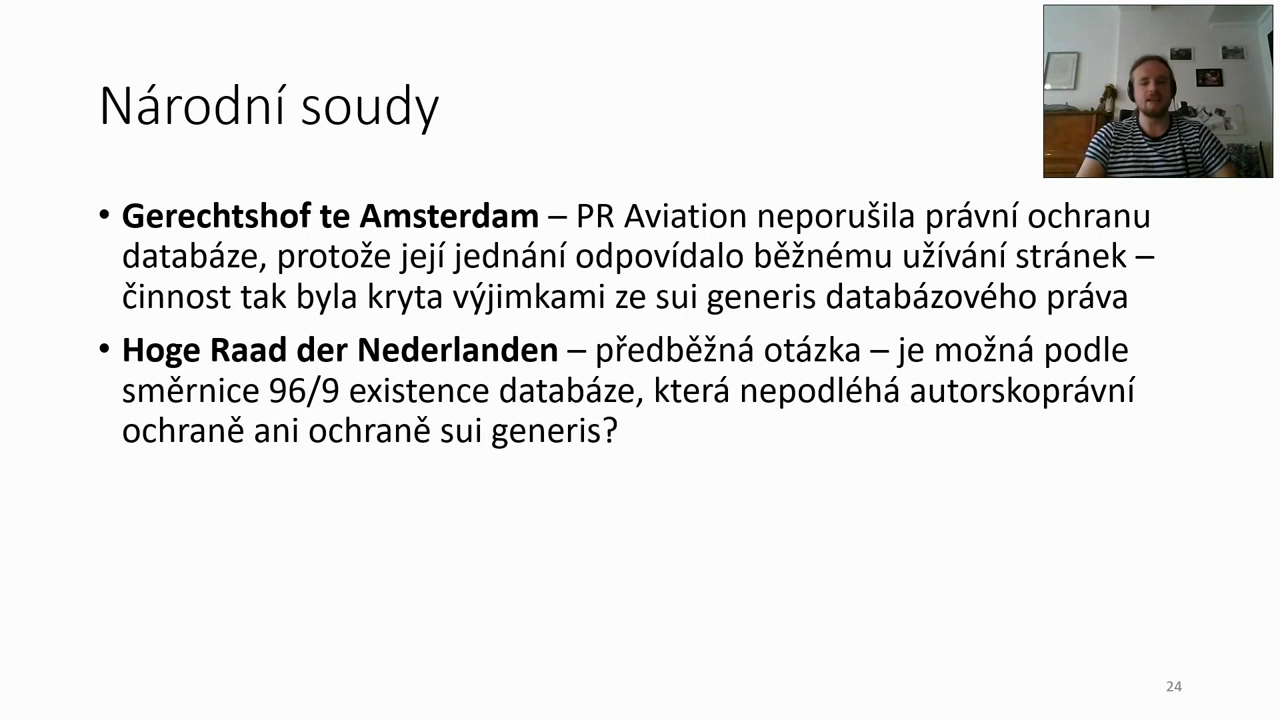 Národní soudy
• Gerechtshof te Amsterdam – PR Aviation neporušila právní ochranu
databáze, protože její jednání odpovídalo běžnému užívání stránek –
činnost tak byla kryta výjimkami ze sui generis databázového práva
• Hoge Raad der Nederlanden – předběžná otázka – je možná podle
směrnice 96/9 existence databáze, která nepodléhá autorskoprávní
ochraně ani ochraně sui generis?
24